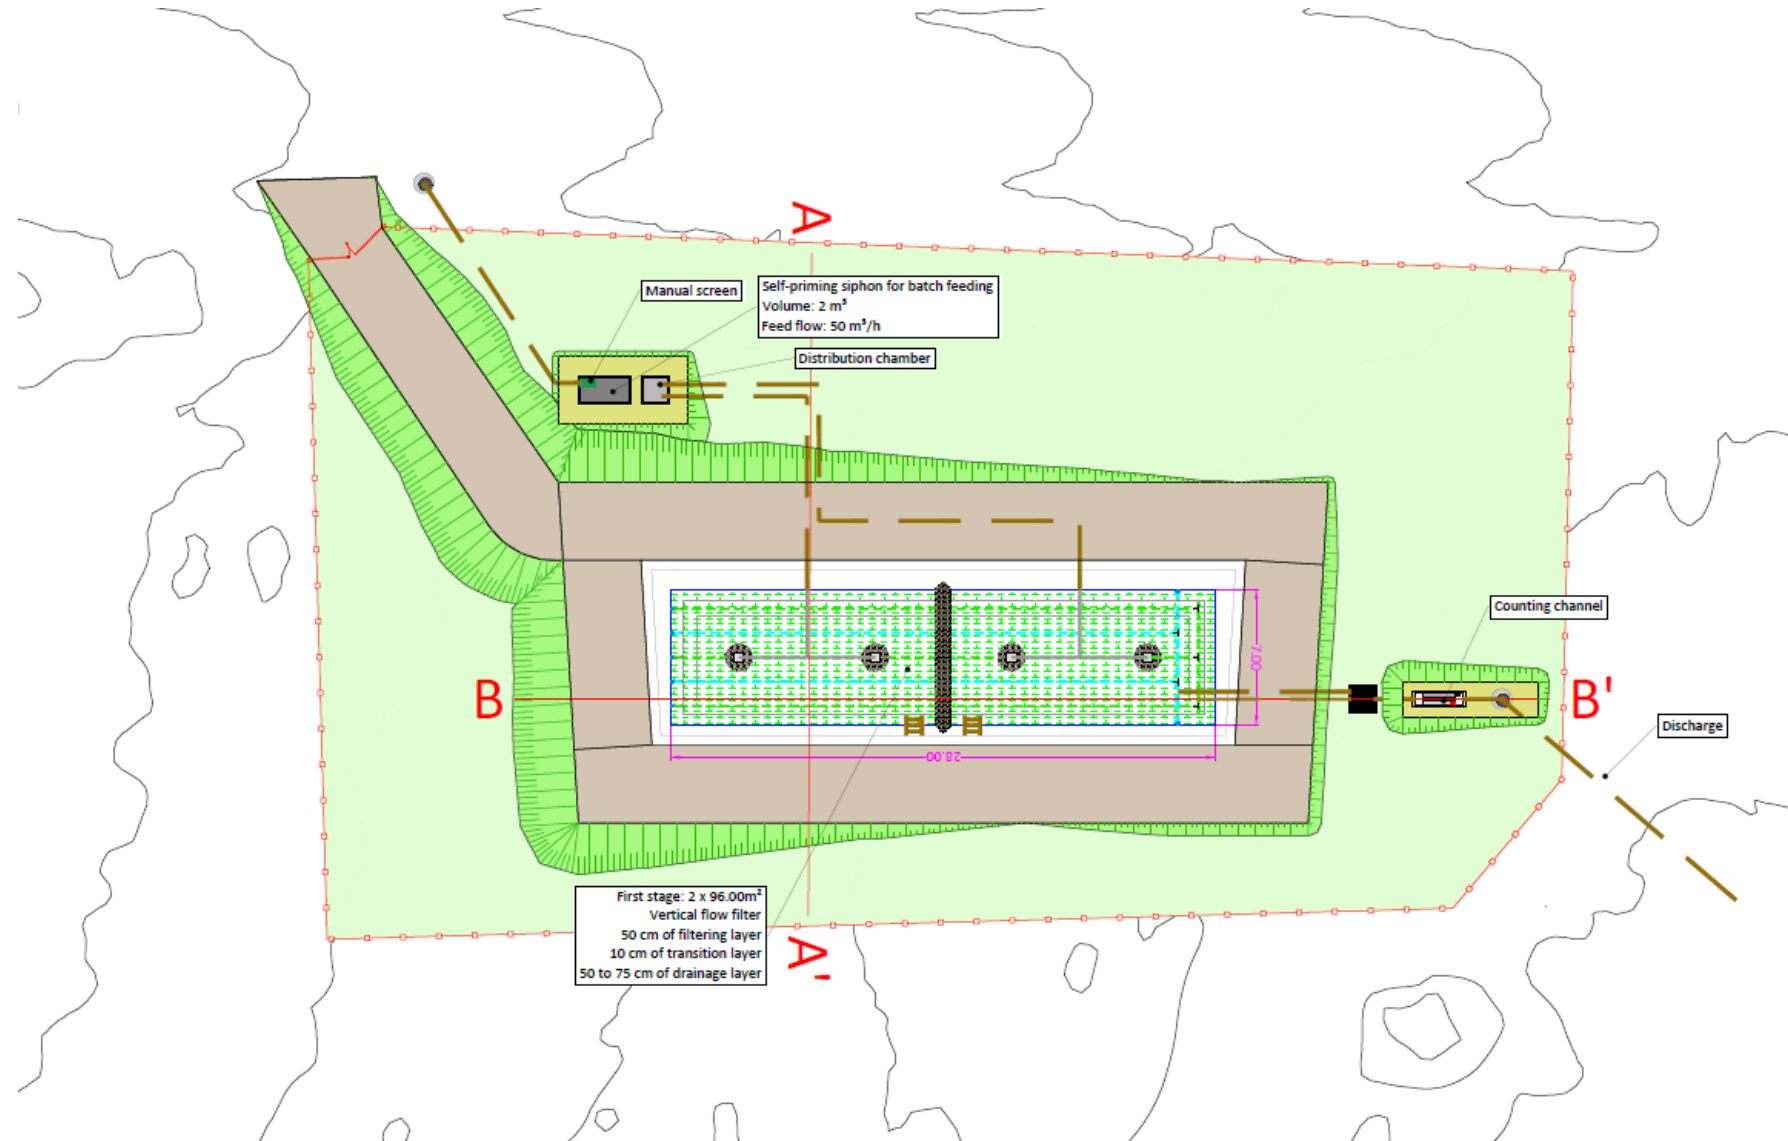 A
Manual screen
Self-priming siphon for batch feeding
Volume: 2 m³
Feed flow: 50 m³/h
Distribution chamber
Counting channel
7.00
B
B'
Discharge
28.00
First stage: 2 x 96.00m²
Vertical flow filter
50 cm of filtering layer
10 cm of transition layer
50 to 75 cm of drainage layer
A'